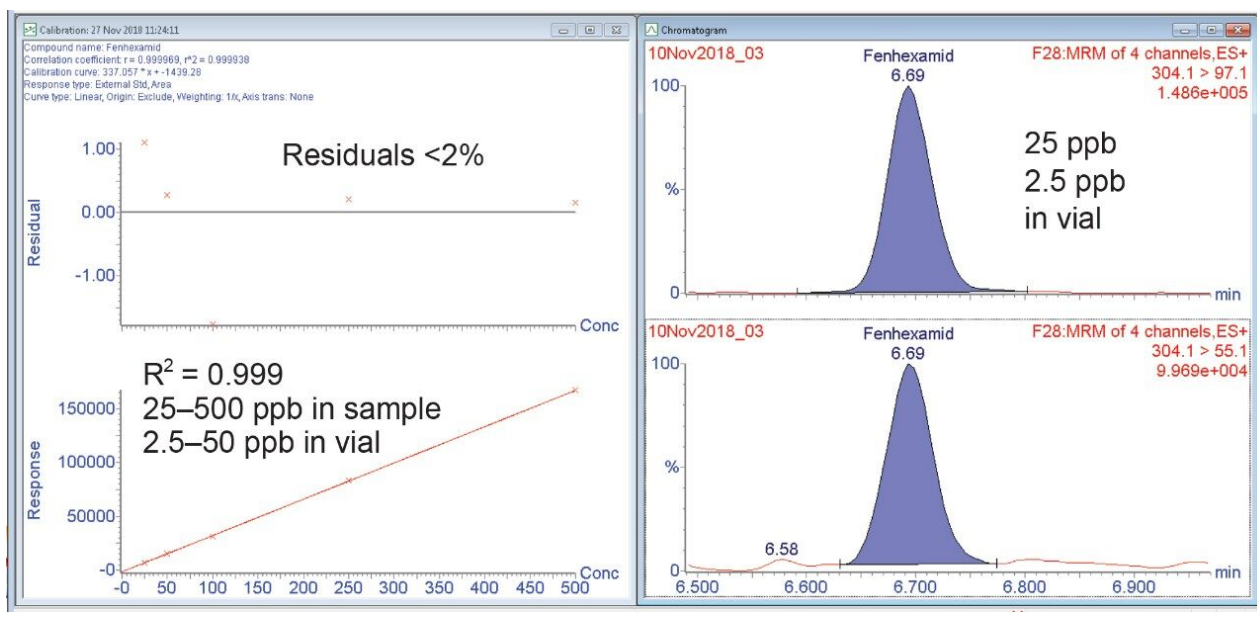 Calibration: 27 Nov 2018 11:24:11
Compound name: Fenhexamid
Correlation coefficient: r = 0.999969, r^2 = 0.999938
Calibration curve: 337.057 * x + -1439.28
Response type: External Std, Area
Curve type: Linear, Origin: Exclude, Weighting: 1/x, Axis trans: None
Residuals <2%
1.00
0.00
-1.00
Residual
Conc
R² = 0.999
25–500 ppb in sample
2.5–50 ppb in vial
150000
100000
50000
-0
Response
Conc
-0 50 100 150 200 250 300 350 400 450 500
Chromatogram
10Nov2018_03
Fenhexamid
6.69
F28:MRM of 4 channels,ES+
304.1 > 97.1
1.486e+005
100
%
0
25 ppb
2.5 ppb
in vial
min
10Nov2018_03
Fenhexamid
6.69
F28:MRM of 4 channels,ES+
304.1 > 55.1
9.969e+004
100
%
0
6.58
min
6.500 6.600 6.700 6.800 6.900